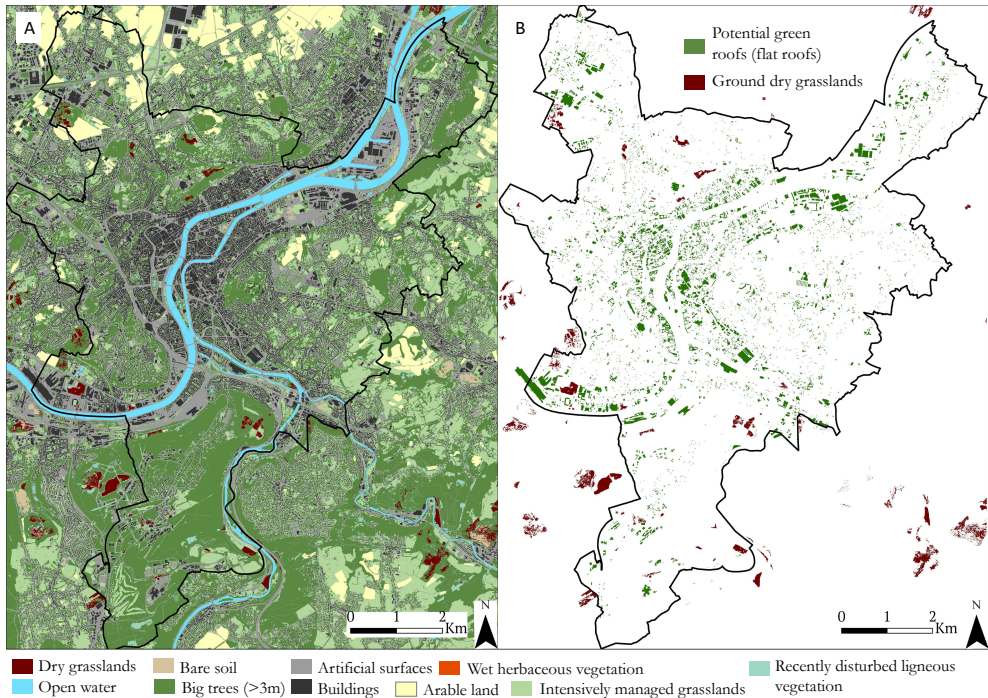 A
B
Potential green
roofs (flat roofs)
Ground dry grasslands
N
0 1 2
Km
N
0 1 2
Km
Dry grasslands
Bare soil
Artificial surfaces
Wet herbaceous vegetation
Recently disturbed ligneous
vegetation
Open water
Big trees (>3m)
Buildings
Arable land
Intensively managed grasslands